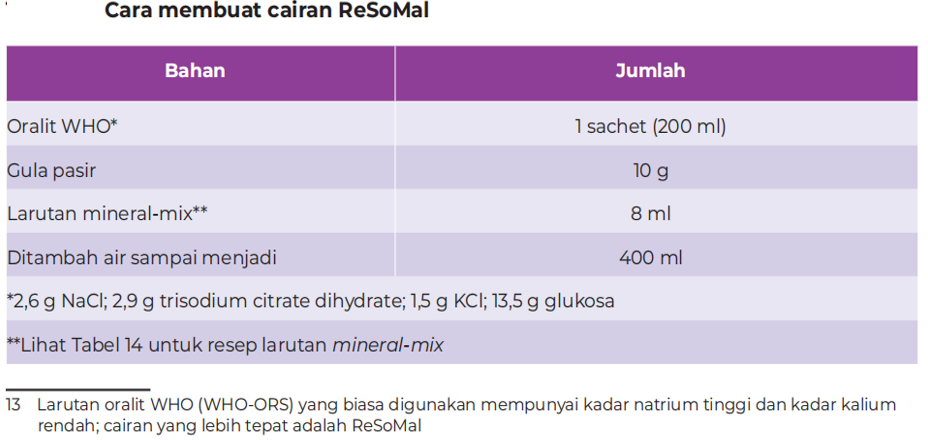 Cara membuat cairan ReSoMal
Bahan Jumlah
Oralit WHO* 1 sachet (200 ml)
Gula pasir 10 g
Larutan mineral-mix** 8 ml
Ditambah air sampai menjadi 400 ml
*2,6 g NaCl; 2,9 g trisodium citrate dihydrate; 1,5 g KCl; 13,5 g glukosa
**Lihat Tabel 14 untuk resep larutan mineral-mix
13 Larutan oralit WHO (WHO-ORS) yang biasa digunakan mempunyai kadar natrium tinggi dan kadar kalium
rendah; cairan yang lebih tepat adalah ReSoMal